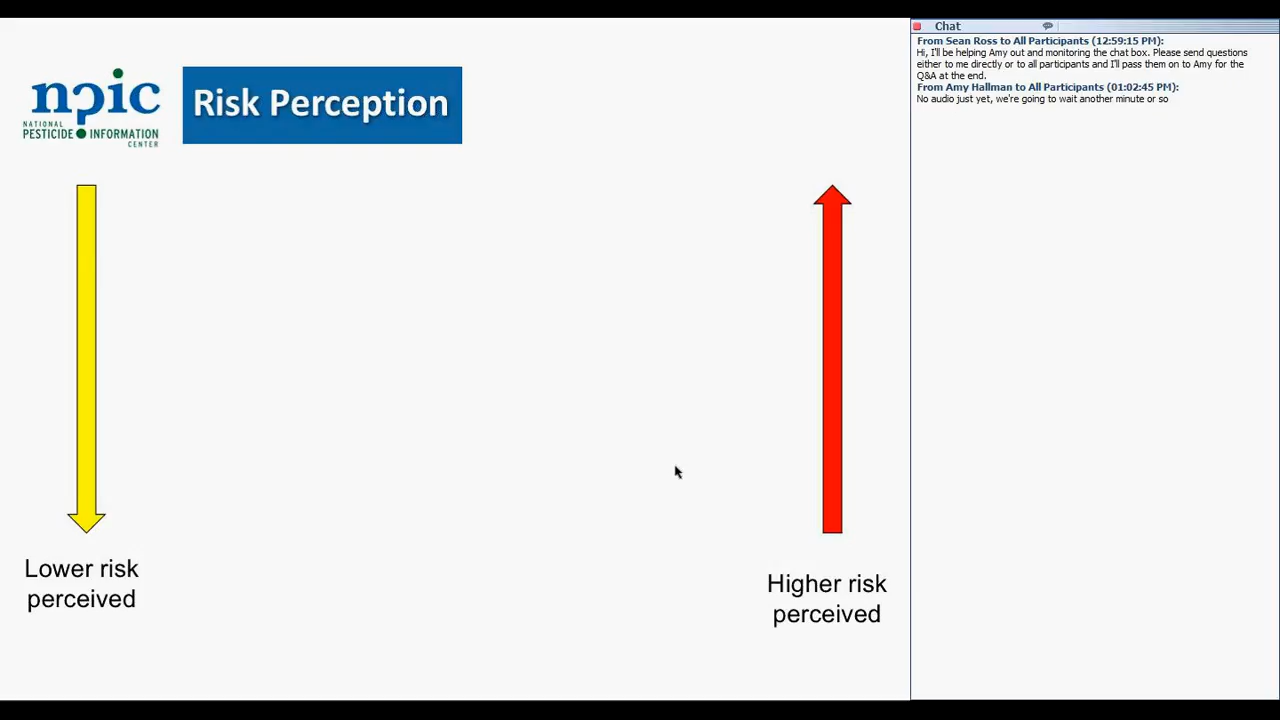 npic
NATIONAL
PESTICIDE INFORMATION
CENTER
Risk Perception
Lower risk
perceived
Higher risk
perceived
Chat
From Sean Ross to All Participants (12:59:15 PM):
Hi, I'll be helping Amy out and monitoring the chat box. Please send questions
either to me directly or to all participants and I'll pass them on to Amy for the
Q&A at the end.
From Amy Hallman to All Participants (01:02:45 PM):
No audio just yet, we're going to wait another minute or so